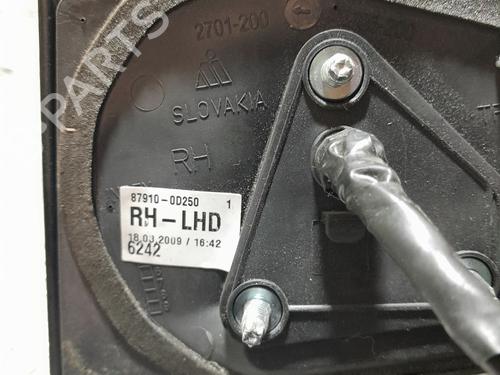 2701-200
SLOVAKIA
RH
87910-0D250 1
RH-LHD
18.03.2009 / 16:42
6242
PARTS